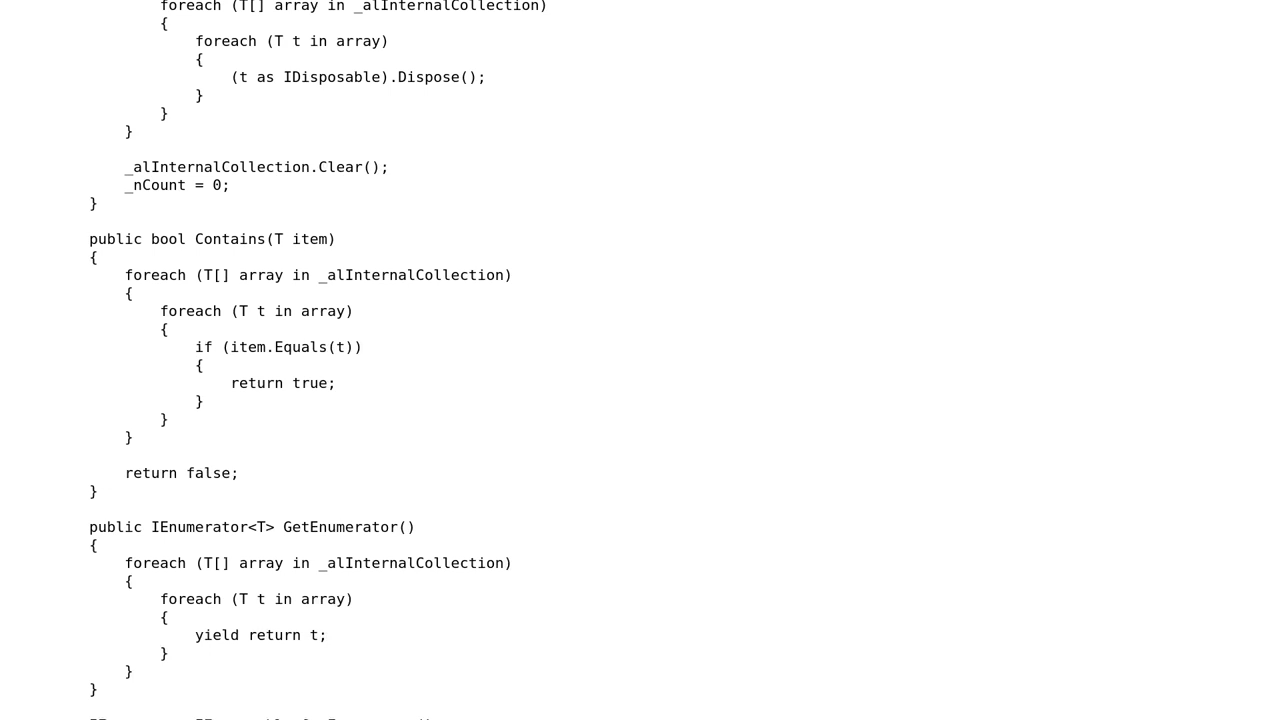 foreach (T[] array in _alInternalCollection)
{
foreach (T t in array)
{
(t as IDisposable).Dispose();
}
}
}
_alInternalCollection.Clear();
_nCount = 0;
}
public bool Contains(T item)
{
foreach (T[] array in _alInternalCollection)
{
foreach (T t in array)
{
if (item.Equals(t))
{
return true;
}
}
}
return false;
}
public IEnumerator<T> GetEnumerator()
{
foreach (T[] array in _alInternalCollection)
{
foreach (T t in array)
{
yield return t;
}
}
}